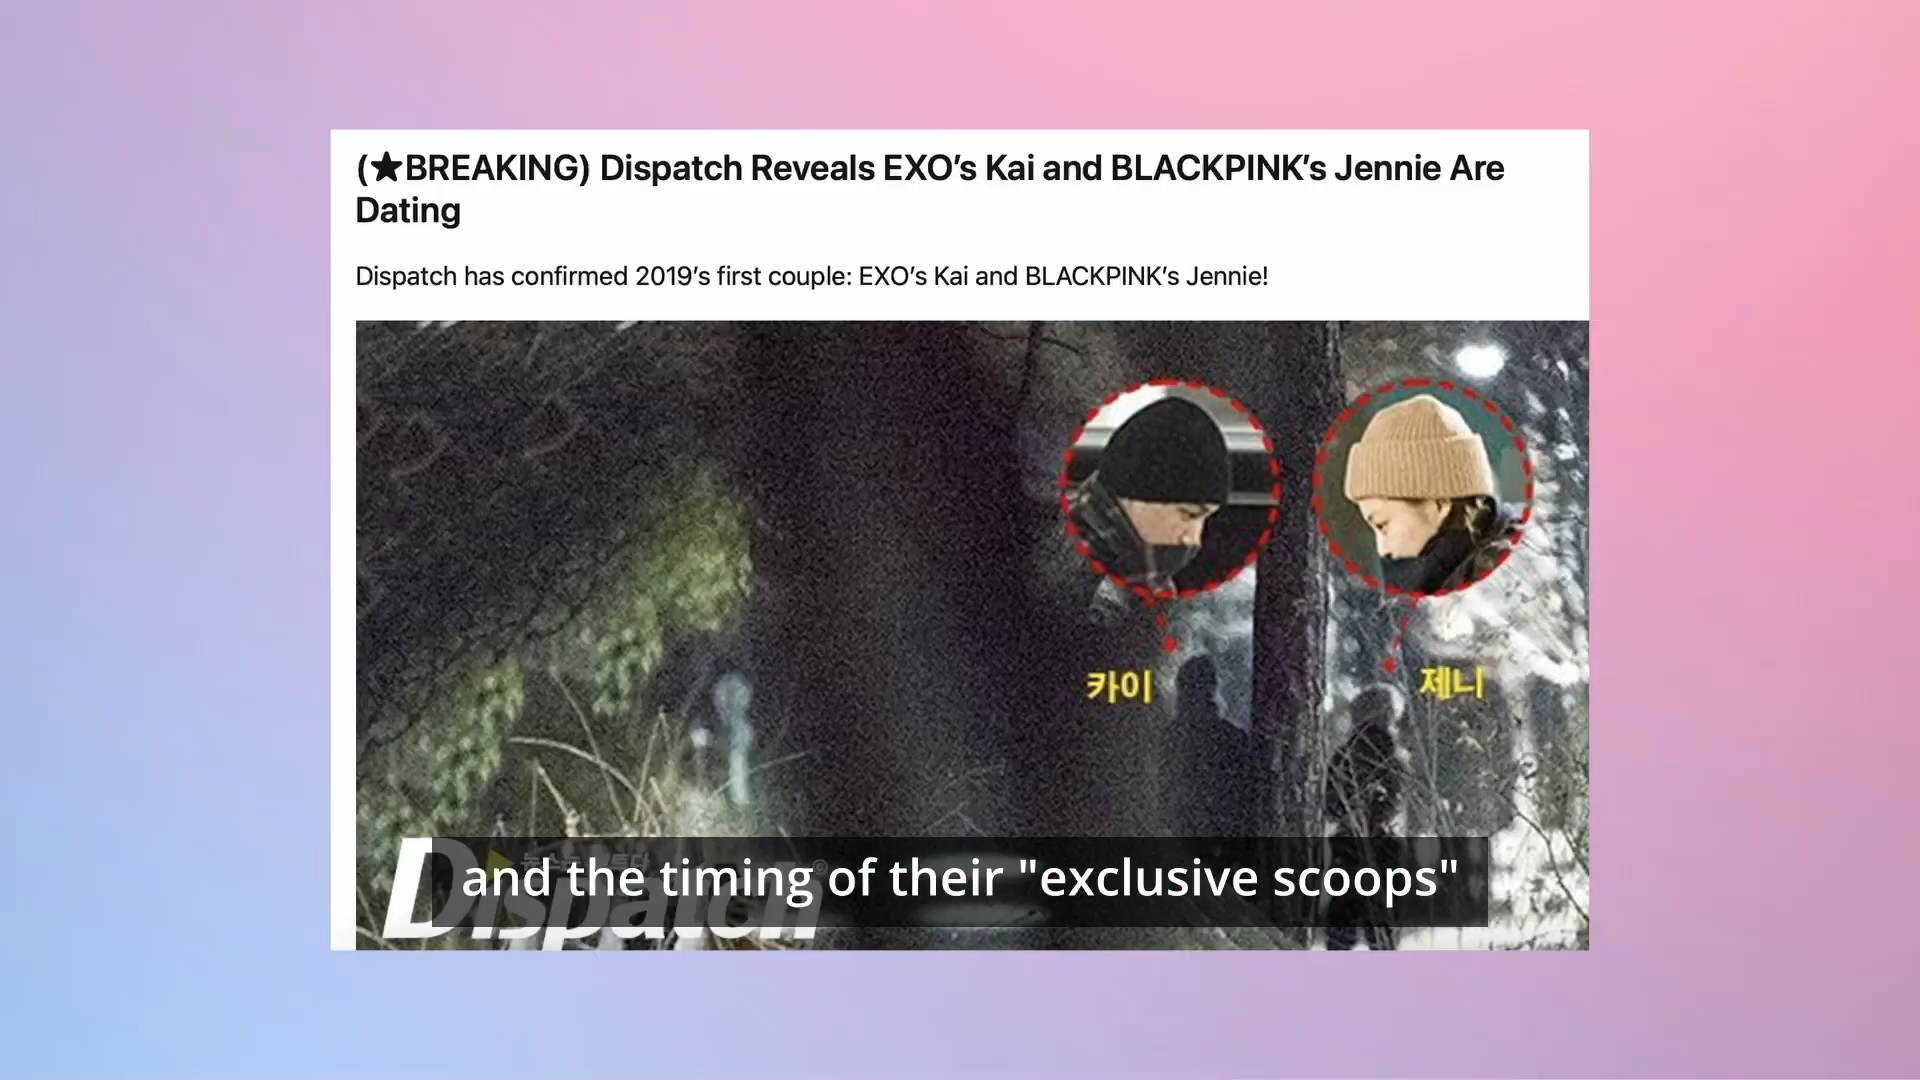 (★BREAKING) Dispatch Reveals EXO’s Kai and BLACKPINK’s Jennie Are
Dating
Dispatch has confirmed 2019’s first couple: EXO’s Kai and BLACKPINK’s Jennie!
카이
제니
Dispatch
and the timing of their "exclusive scoops"